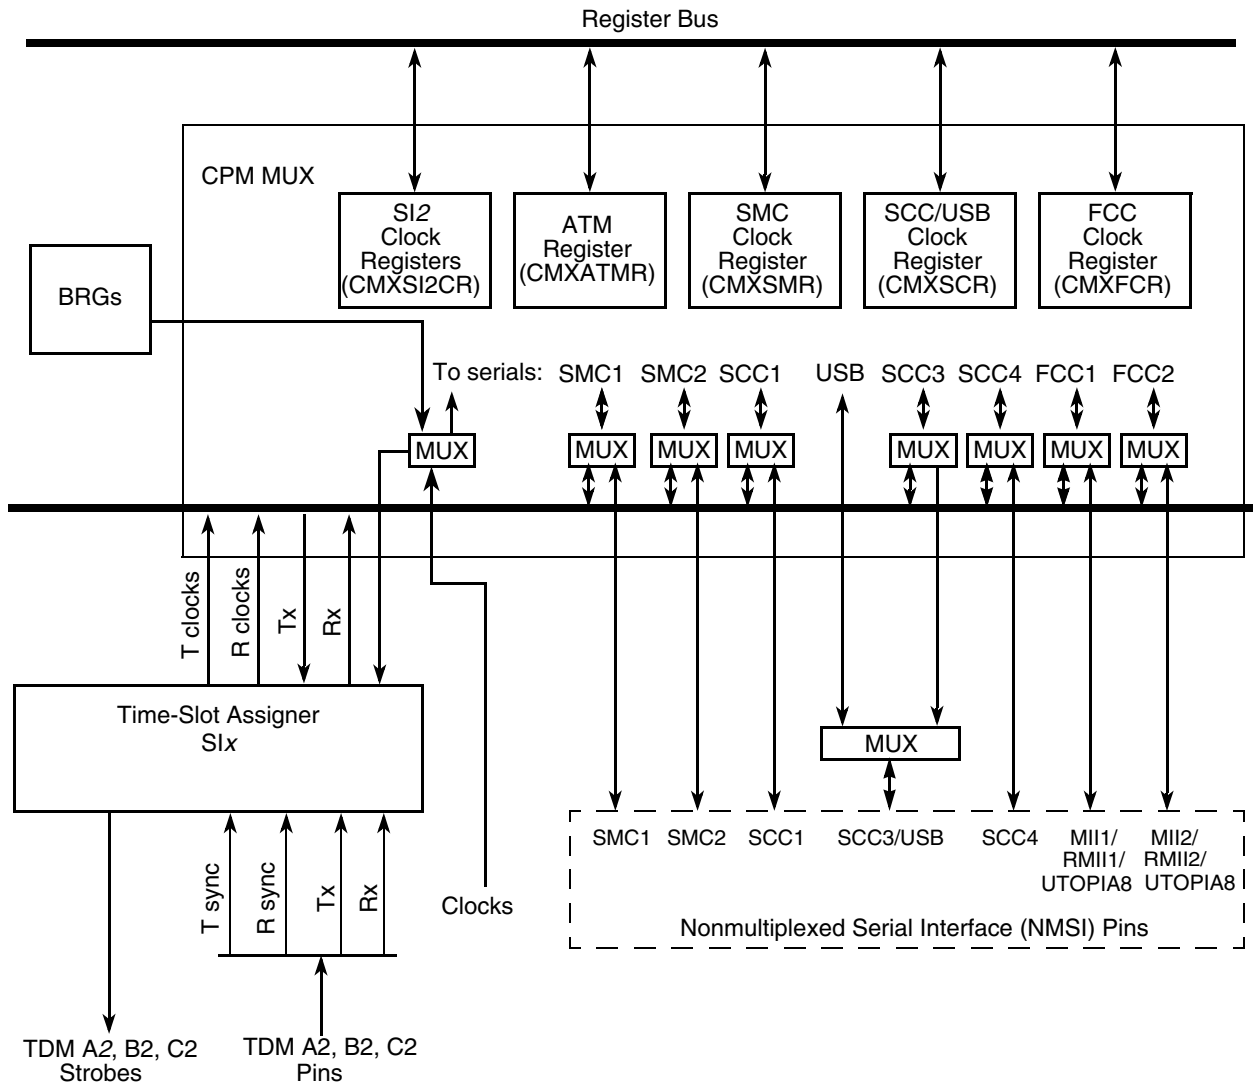 Register Bus
CPM MUX
SI2
Clock
Registers
(CMXSI2CR)
ATM
Register
(CMXATMR)
SMC
Clock
Register
(CMXSMR)
SCC/USB
Clock
Register
(CMXSCR)
FCC
Clock
Register
(CMXFCR)
BRGs
To serials:
SMC1
SMC2
SCC1
USB
SCC3
SCC4
FCC1
FCC2
MUX
MUX
MUX
MUX
MUX
MUX
MUX
MUX
T clocks
R clocks
Tx
Rx
Time-Slot Assigner
SIx
MUX
SMC1
SMC2
SCC1
SCC3/USB
SCC4
MII1/
RMII1/
UTOPIA8
MII2/
RMII2/
UTOPIA8
Nonmultiplexed Serial Interface (NMSI) Pins
T sync
R sync
Tx
Rx
Clocks
TDM A2, B2, C2
Strobes
TDM A2, B2, C2
Pins